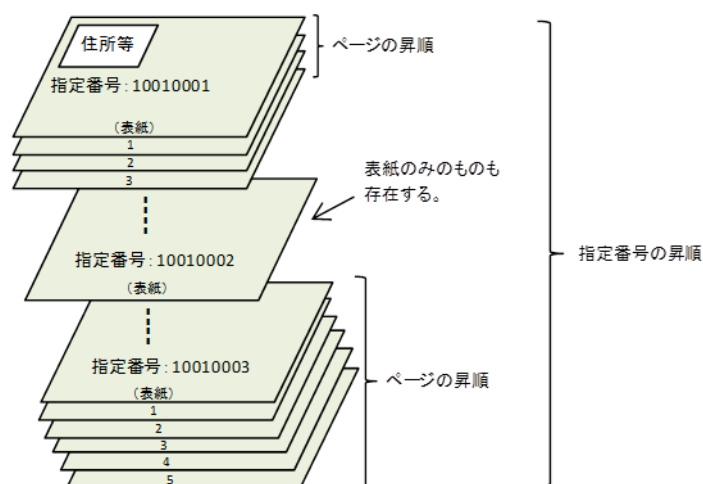 住所等
ページの昇順
指定番号：10010001
（表紙）
1
2
3
表紙のみのものも
存在する。
指定番号：10010002
（表紙）
指定番号の昇順
指定番号：10010003
（表紙）
ページの昇順
1
2
3
4
5